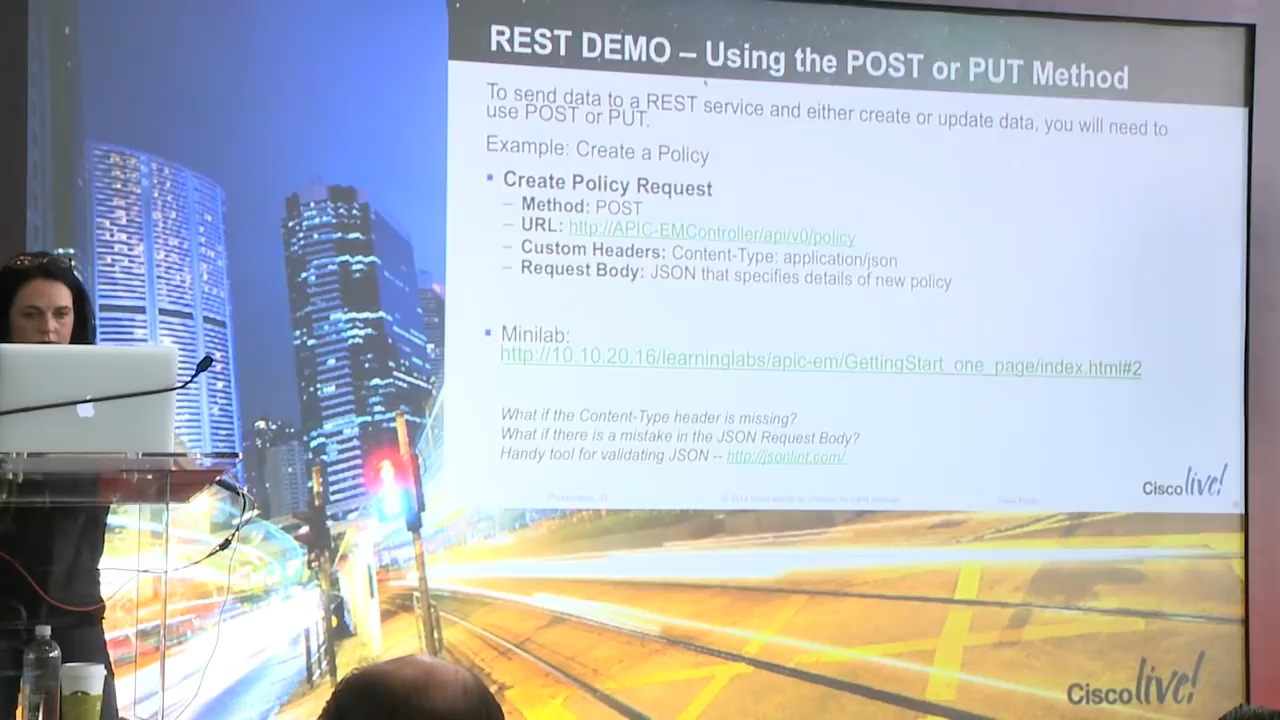 REST DEMO – Using the POST or PUT Method
To send data to a REST service and either create or update data, you will need to
use POST or PUT.
Example: Create a Policy
▪ Create Policy Request
– Method: POST
– URL: http://APIC-EMController/api/v0/policy
– Custom Headers: Content-Type: application/json
– Request Body: JSON that specifies details of new policy
▪ Minilab:
http://10.10.20.16/learninglabs/apic-em/GettingStart_one_page/index.html#2
What if the Content-Type header is missing?
What if there is a mistake in the JSON Request Body?
Handy tool for validating JSON -- http://jsonlint.com/
Cisco live!
Cisco live!